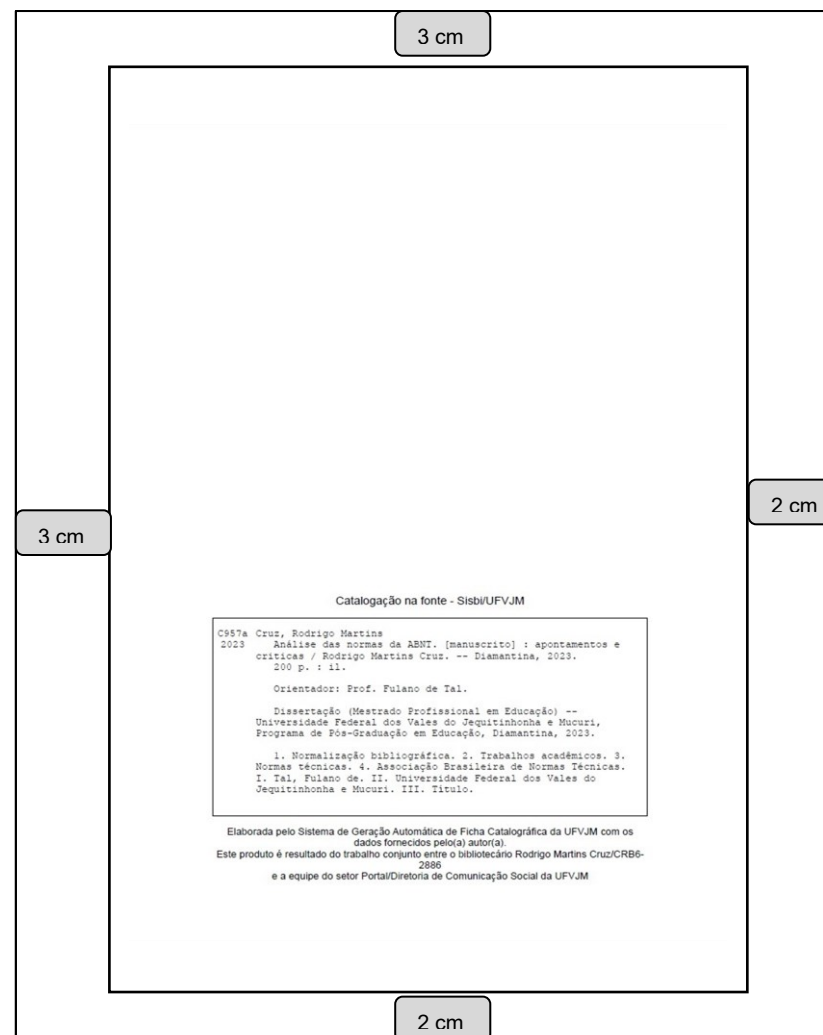 3 cm
3 cm
2 cm
Catalogação na fonte - Sisbi/UFVJM
C957a Cruz, Rodrigo Martins
2023 Análise das normas da ABNT. [manuscrito] : apontamentos e
críticas / Rodrigo Martins Cruz. -- Diamantina, 2023.
200 p. : il.
Orientador: Prof. Fulano de Tal.
Dissertação (Mestrado Profissional em Educação) --
Universidade Federal dos Vales do Jequitinhonha e Mucuri,
Programa de Pós-Graduação em Educação, Diamantina, 2023.
1. Normalização bibliográfica. 2. Trabalhos acadêmicos. 3.
Normas técnicas. 4. Associação Brasileira de Normas Técnicas.
I. Tal, Fulano de. II. Universidade Federal dos Vales do
Jequitinhonha e Mucuri. III. Título.
Elaborada pelo Sistema de Geração Automática de Ficha Catalográfica da UFVJM com os
dados fornecidos pelo(a) autor(a).
Este produto é resultado do trabalho conjunto entre o bibliotecário Rodrigo Martins Cruz/CRB6-
2886
e a equipe do setor Portal/Diretoria de Comunicação Social da UFVJM
2 cm